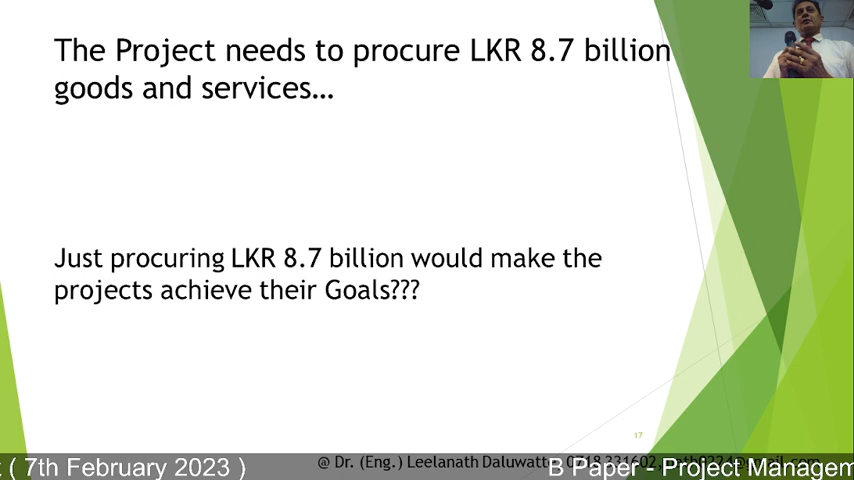 The Project needs to procure LKR 8.7 billion
goods and services…
Just procuring LKR 8.7 billion would make the
projects achieve their Goals???
17
@ Dr. (Eng.) Leelanath Daluwatt
( 7th February 2023 )
B Paper - Project Managem